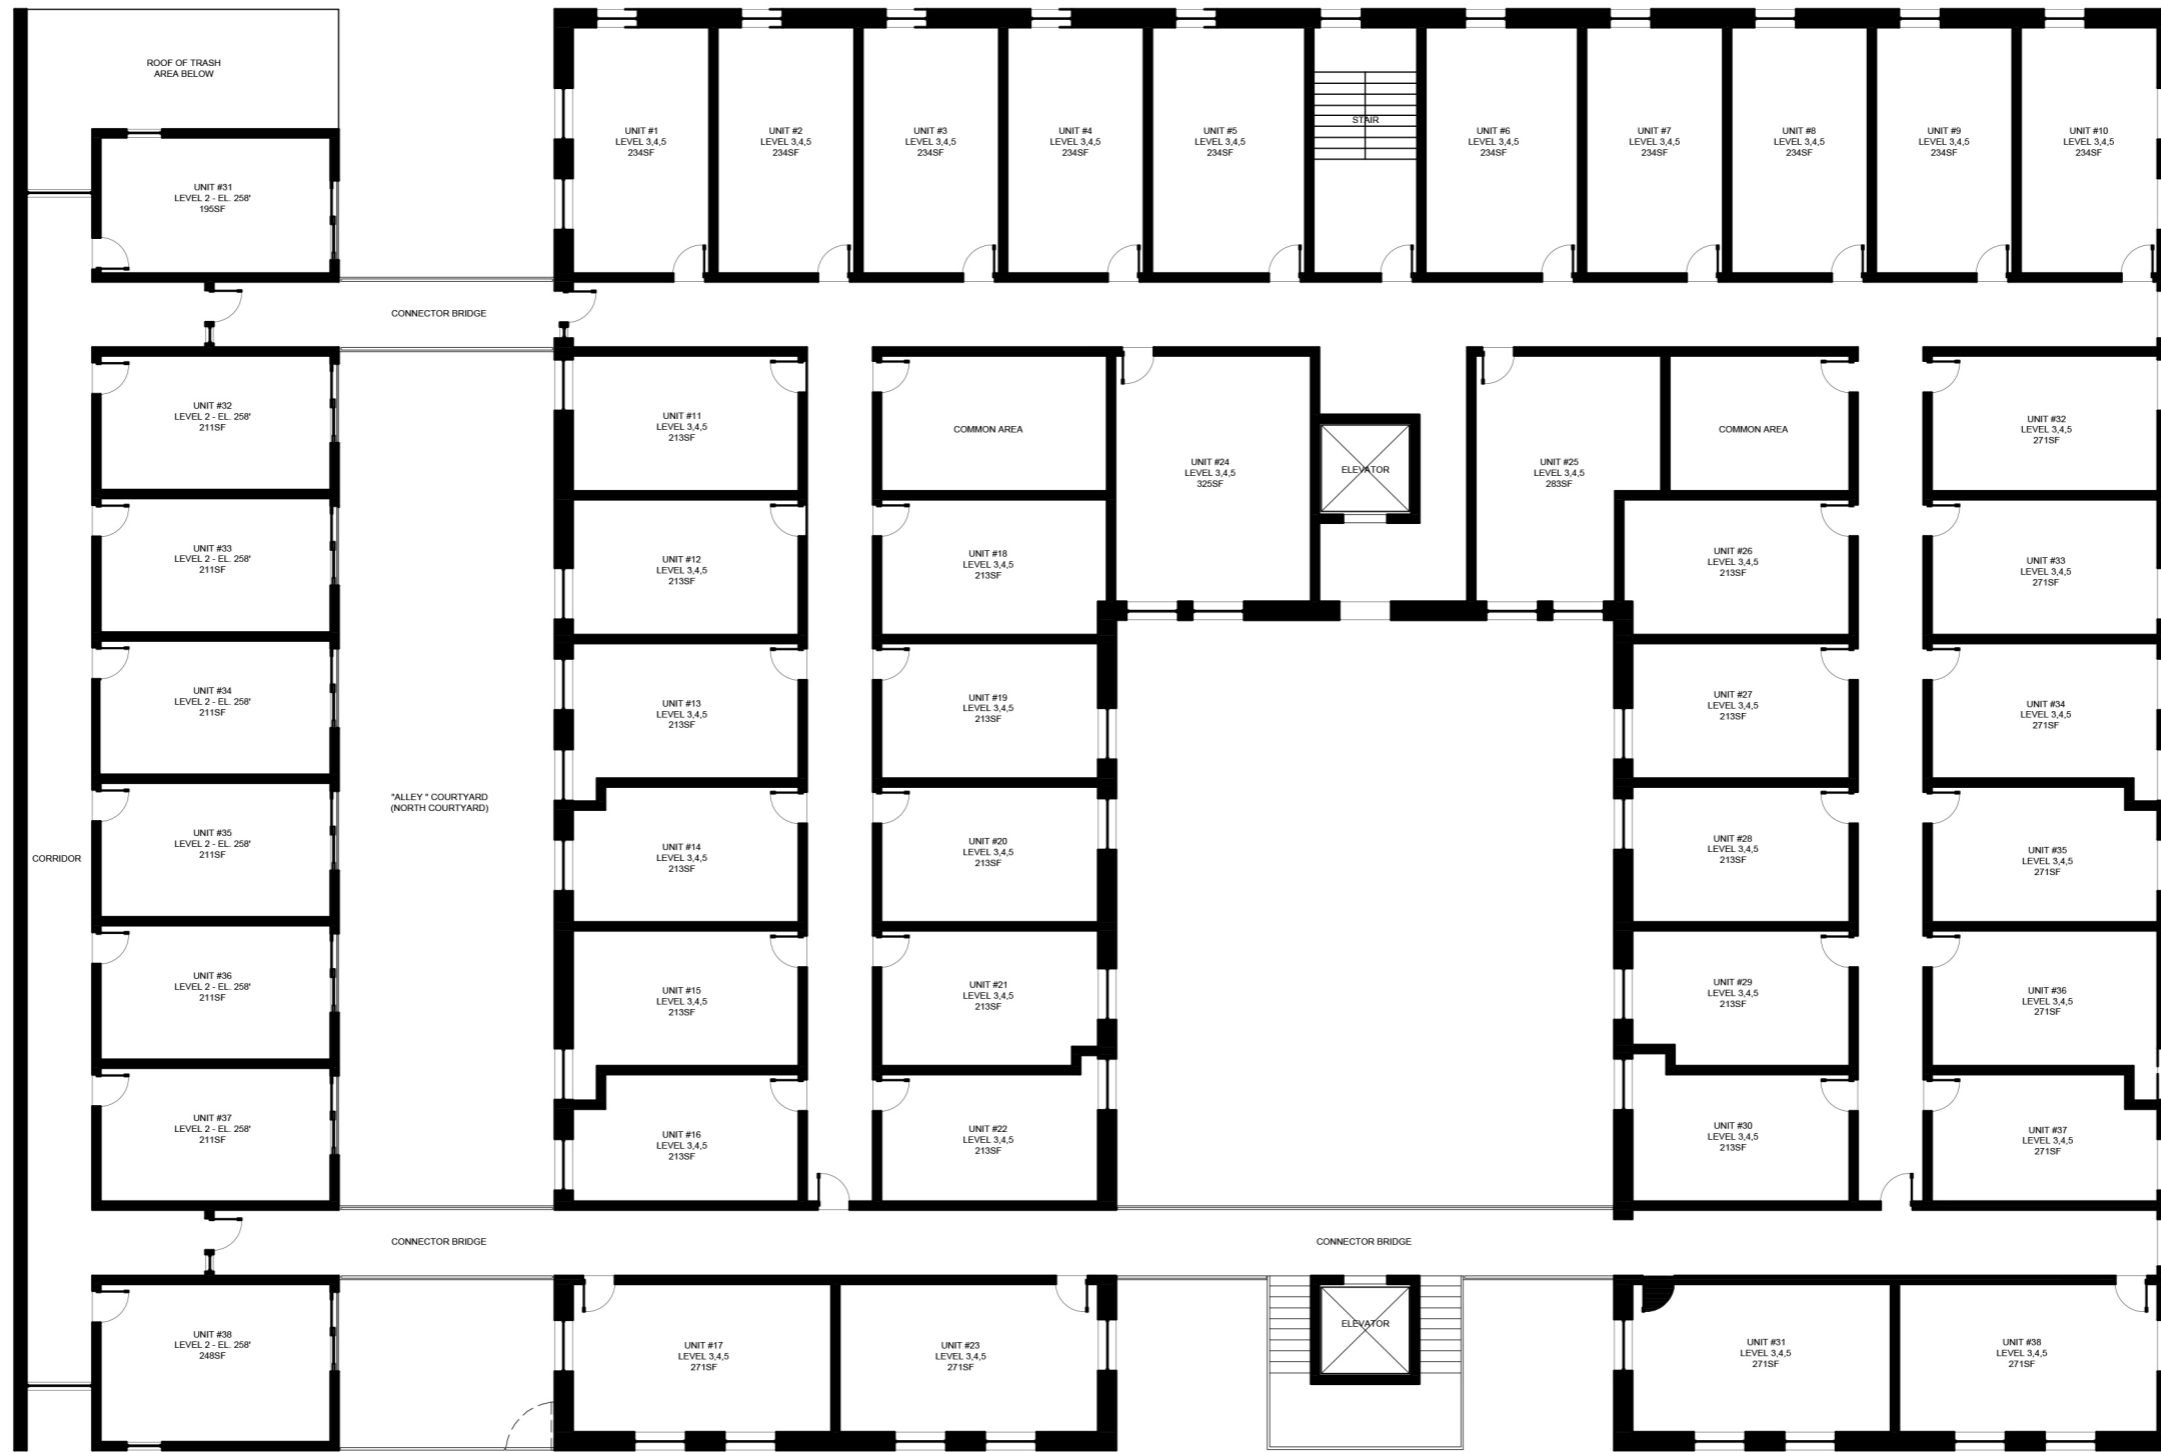 ROOF OF TRASH
AREA BELOW
UNIT #1
LEVEL 3,4,5
234SF
UNIT #2
LEVEL 3,4,5
234SF
UNIT #3
LEVEL 3,4,5
234SF
UNIT #4
LEVEL 3,4,5
234SF
UNIT #5
LEVEL 3,4,5
234SF
STAIR
UNIT #6
LEVEL 3,4,5
234SF
UNIT #7
LEVEL 3,4,5
234SF
UNIT #8
LEVEL 3,4,5
234SF
UNIT #9
LEVEL 3,4,5
234SF
UNIT #10
LEVEL 3,4,5
234SF
UNIT #31
LEVEL 2 - EL. 258'
195SF
CONNECTOR BRIDGE
UNIT #32
LEVEL 2 - EL. 258'
211SF
UNIT #11
LEVEL 3,4,5
213SF
COMMON AREA
UNIT #24
LEVEL 3,4,5
325SF
ELEVATOR
UNIT #25
LEVEL 3,4,5
283SF
COMMON AREA
UNIT #32
LEVEL 3,4,5
271SF
UNIT #33
LEVEL 2 - EL. 258'
211SF
UNIT #12
LEVEL 3,4,5
213SF
UNIT #18
LEVEL 3,4,5
213SF
UNIT #26
LEVEL 3,4,5
213SF
UNIT #33
LEVEL 3,4,5
271SF
UNIT #34
LEVEL 2 - EL. 258'
211SF
UNIT #13
LEVEL 3,4,5
213SF
UNIT #19
LEVEL 3,4,5
213SF
UNIT #27
LEVEL 3,4,5
213SF
UNIT #34
LEVEL 3,4,5
271SF
"ALLEY " COURTYARD
(NORTH COURTYARD)
CORRIDOR
UNIT #35
LEVEL 2 - EL. 258'
211SF
UNIT #14
LEVEL 3,4,5
213SF
UNIT #20
LEVEL 3,4,5
213SF
UNIT #28
LEVEL 3,4,5
213SF
UNIT #35
LEVEL 3,4,5
271SF
UNIT #36
LEVEL 2 - EL. 258'
211SF
UNIT #15
LEVEL 3,4,5
213SF
UNIT #21
LEVEL 3,4,5
213SF
UNIT #29
LEVEL 3,4,5
213SF
UNIT #36
LEVEL 3,4,5
271SF
UNIT #37
LEVEL 2 - EL. 258'
211SF
UNIT #16
LEVEL 3,4,5
213SF
UNIT #22
LEVEL 3,4,5
213SF
UNIT #30
LEVEL 3,4,5
213SF
UNIT #37
LEVEL 3,4,5
271SF
CONNECTOR BRIDGE
CONNECTOR BRIDGE
UNIT #38
LEVEL 2 - EL. 258'
248SF
UNIT #17
LEVEL 3,4,5
271SF
UNIT #23
LEVEL 3,4,5
271SF
ELEVATOR
UNIT #31
LEVEL 3,4,5
271SF
UNIT #38
LEVEL 3,4,5
271SF